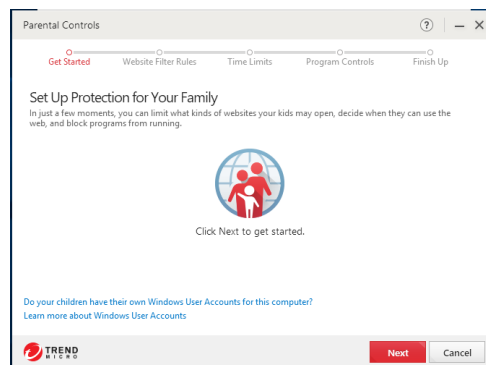 Parental Controls
?
Get Started Website Filter Rules Time Limits Program Controls Finish Up
Set Up Protection for Your Family
In just a few moments, you can limit what kinds of websites your kids may open, decide when they can use the
web, and block programs from running.
Click Next to get started.
Do your children have their own Windows User Accounts for this computer?
Learn more about Windows User Accounts
TREND
MICRO
Next Cancel